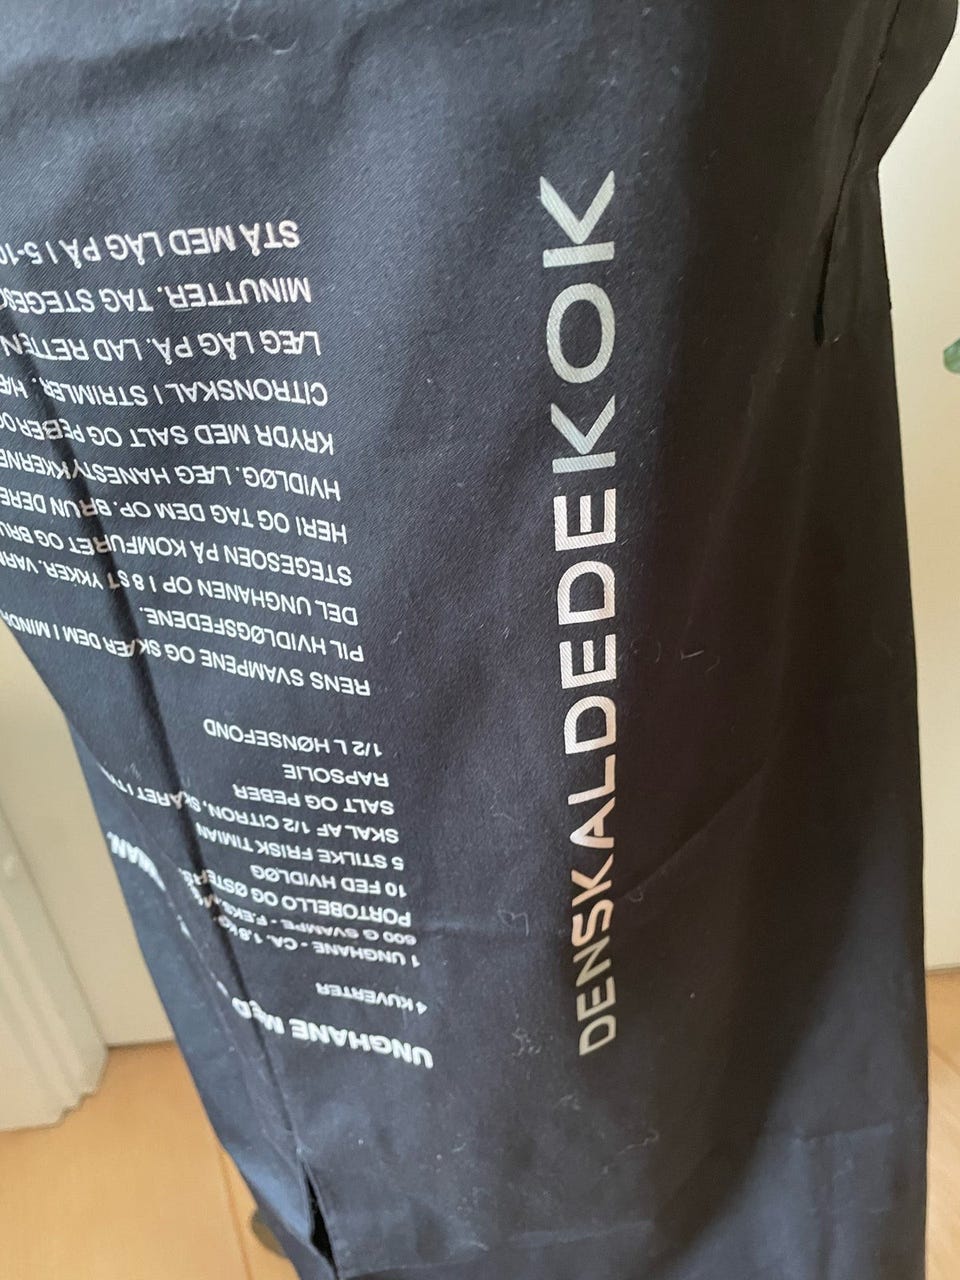 UNGHANE MED
4 KUVERTER
1 UNGHANE - CA. 1,8 KG
600 G SVAMPE - F.EKS.
PORTOBELLO OG ØSTERS
10 FED HVIDLØG
5 STILKE FRISK TIMIAN
SKAL AF 1/2 CITRON, SKÅRET I
SALT OG PEBER
RAPSOLIE
1/2 L HØNSEFOND
RENS SVAMPENE OG SKÆR DEM I
PIL HVIDLØGSFEDENE.
DEL UNGHANEN OP I 8 STYKKER. VARM
STEGESOEN PÅ KOMFURET OG
HERI OG TAG DEM OP. BRUN
HVIDLØG. LÆG HANESTYKKERNE
KRYDR MED SALT OG PEBER
CITRONSKAL I STRIMLER.
LÆG LÅG PÅ. LAD RETTEN
MINUTTER. TAG
STÅ MED LÅG PÅ I 5-10
DENSKALDEDEKOK